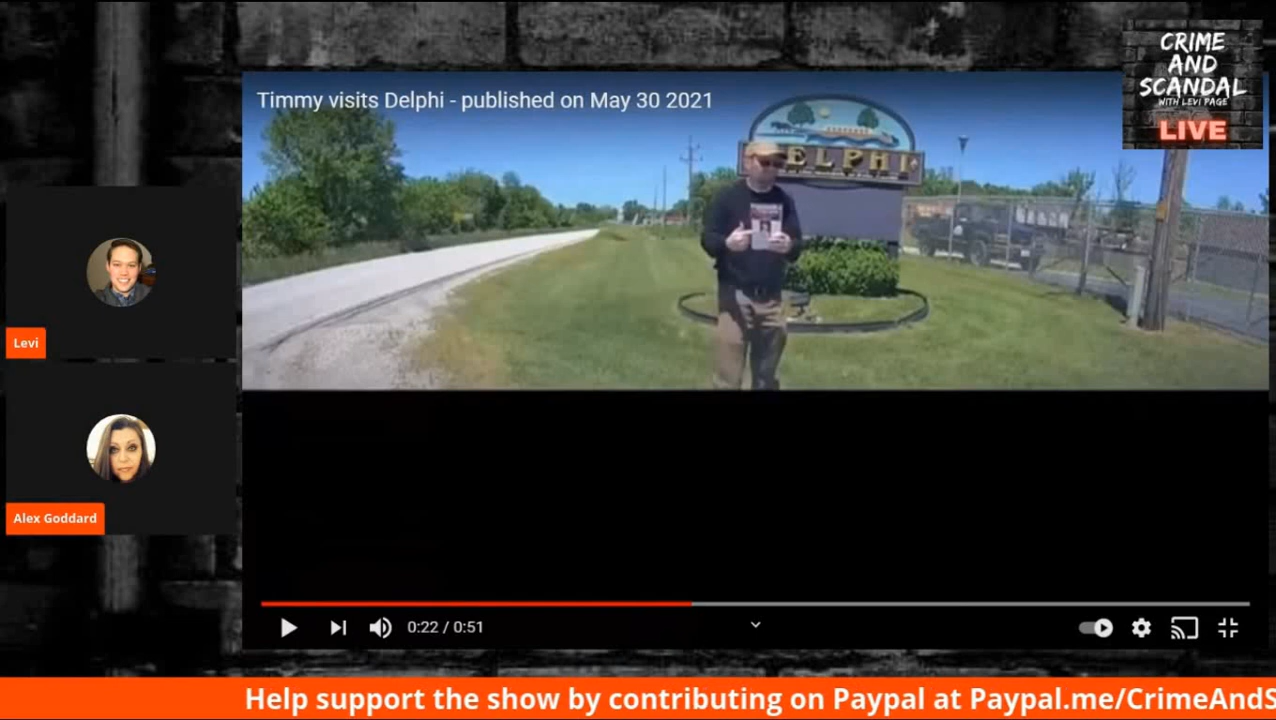 CRIME
AND
SCANDAL
WITH LEVI PAGE
LIVE
Timmy visits Delphi - published on May 30 2021
ELPHI
Levi
Alex Goddard
0:22 / 0:51
Help support the show by contributing on Paypal at Paypal.me/CrimeAndS